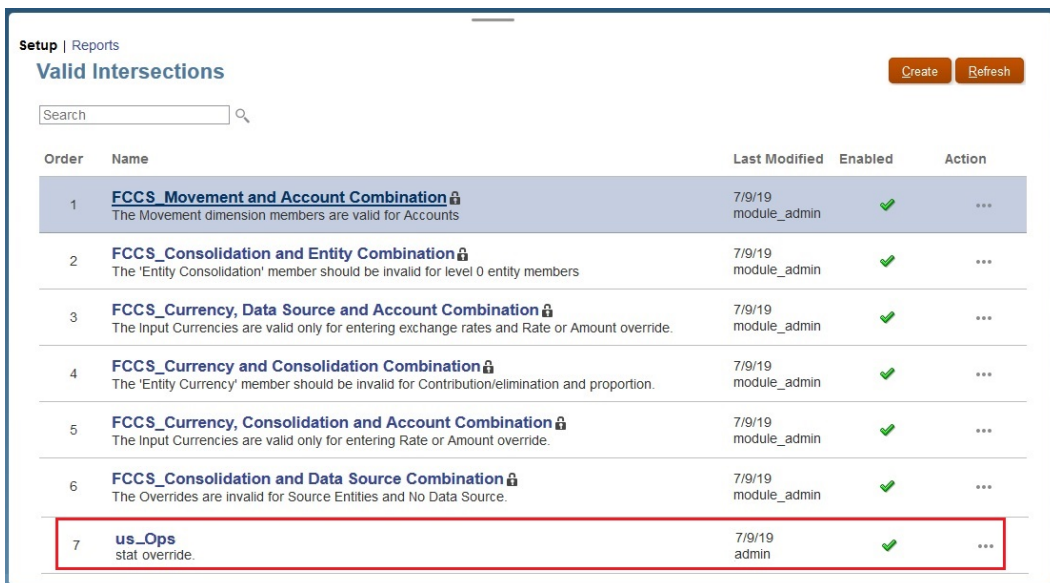 Setup | Reports
Valid Intersections
Create Refresh
Search
Order Name Last Modified Enabled Action
1 FCCS_Movement and Account Combination 7/9/19
The Movement dimension members are valid for Accounts module_admin
2 FCCS_Consolidation and Entity Combination 7/9/19
The 'Entity Consolidation' member should be invalid for level 0 entity members module_admin
3 FCCS_Currency, Data Source and Account Combination 7/9/19
The Input Currencies are valid only for entering exchange rates and Rate or Amount override. module_admin
4 FCCS_Currency and Consolidation Combination 7/9/19
The 'Entity Currency' member should be invalid for Contribution/elimination and proportion. module_admin
5 FCCS_Currency, Consolidation and Account Combination 7/9/19
The Input Currencies are valid only for entering Rate or Amount override. module_admin
6 FCCS_Consolidation and Data Source Combination 7/9/19
The Overrides are invalid for Source Entities and No Data Source. module_admin
7 us_Ops 7/9/19
stat override. admin